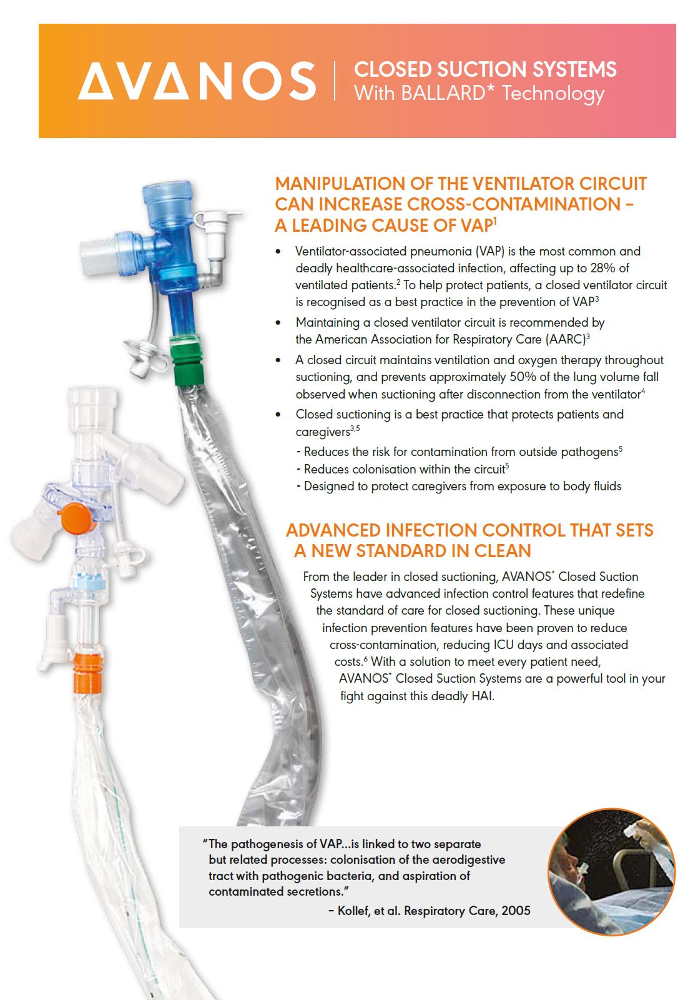 AVANOS
CLOSED SUCTION SYSTEMS
With BALLARD* Technology
MANIPULATION OF THE VENTILATOR CIRCUIT
CAN INCREASE CROSS-CONTAMINATION –
A LEADING CAUSE OF VAP¹
• Ventilator-associated pneumonia (VAP) is the most common and
deadly healthcare-associated infection, affecting up to 28% of
ventilated patients.² To help protect patients, a closed ventilator circuit
is recognised as a best practice in the prevention of VAP³
• Maintaining a closed ventilator circuit is recommended by
the American Association for Respiratory Care (AARC)³
• A closed circuit maintains ventilation and oxygen therapy throughout
suctioning, and prevents approximately 50% of the lung volume fall
observed when suctioning after disconnection from the ventilator⁴
• Closed suctioning is a best practice that protects patients and
caregivers³,⁵
- Reduces the risk for contamination from outside pathogens⁵
- Reduces colonisation within the circuit⁵
- Designed to protect caregivers from exposure to body fluids
ADVANCED INFECTION CONTROL THAT SETS
A NEW STANDARD IN CLEAN
From the leader in closed suctioning, AVANOS* Closed Suction
Systems have advanced infection control features that redefine
the standard of care for closed suctioning. These unique
infection prevention features have been proven to reduce
cross-contamination, reducing ICU days and associated
costs.⁶ With a solution to meet every patient need,
AVANOS* Closed Suction Systems are a powerful tool in your
fight against this deadly HAI.
“The pathogenesis of VAP...is linked to two separate
but related processes: colonisation of the aerodigestive
tract with pathogenic bacteria, and aspiration of
contaminated secretions.”
– Kollef, et al. Respiratory Care, 2005